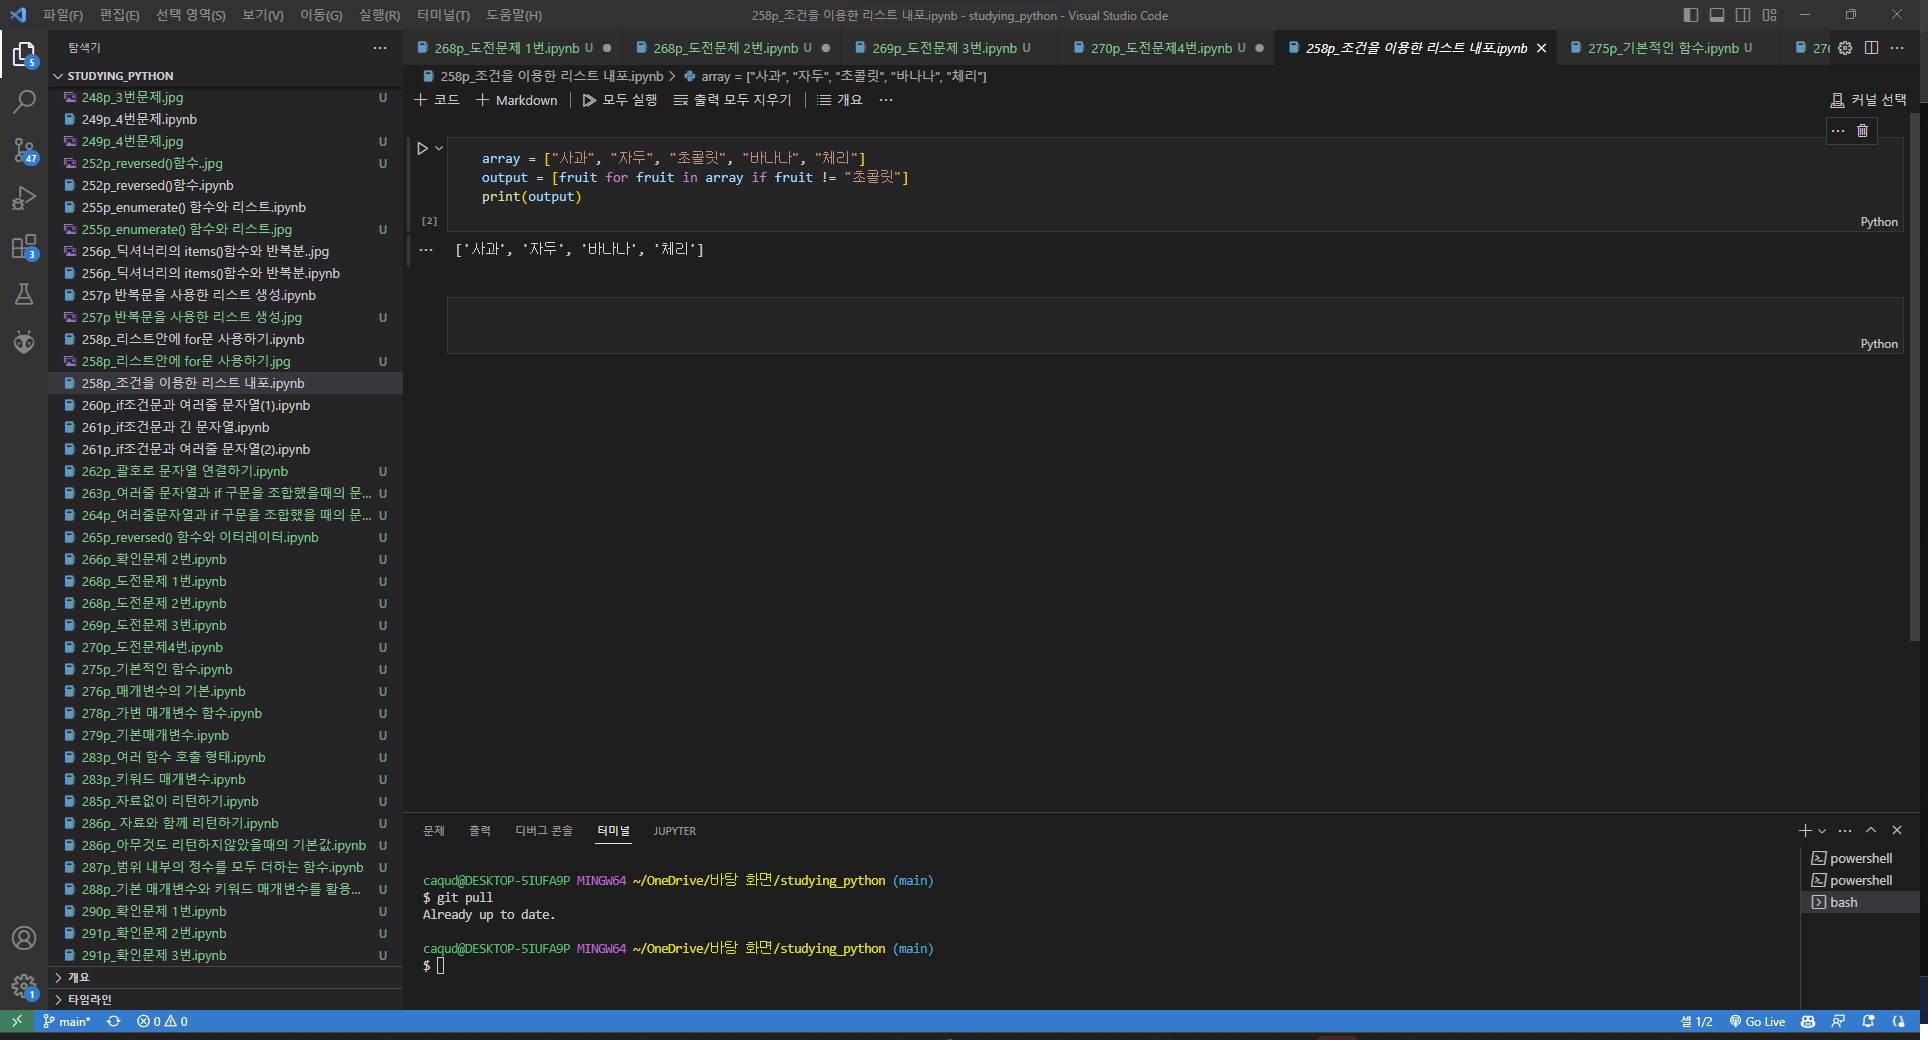 파일(F) 편집(E) 선택 영역(S) 보기(V) 이동(G) 실행(R) 터미널(T) 도움말(H) 258p_조건을 이용한 리스트 내포.ipynb - studying_python - Visual Studio Code
탐색기
STUDYING_PYTHON
248p_3번문제.jpg U
249p_4번문제.ipynb
249p_4번문제.jpg U
252p_reversed()함수..jpg U
252p_reversed()함수.ipynb
255p_enumerate() 함수와 리스트.ipynb
255p_enumerate() 함수와 리스트.jpg U
256p_딕셔너리의 items()함수와 반복분..jpg
256p_딕셔너리의 items()함수와 반복분.ipynb
257p 반복문을 사용한 리스트 생성.ipynb
257p 반복문을 사용한 리스트 생성.jpg U
258p_리스트안에 for문 사용하기.ipynb
258p_리스트안에 for문 사용하기.jpg U
258p_조건을 이용한 리스트 내포.ipynb
260p_if조건문과 여러줄 문자열(1).ipynb
261p_if조건문과 긴 문자열.ipynb
261p_if조건문과 여러줄 문자열(2).ipynb
262p_괄호로 문자열 연결하기.ipynb U
263p_여러줄 문자열과 if 구문을 조합했을때의 문... U
264p_여러줄문자열과 if 구문을 조합했을 때의 문... U
265p_reversed() 함수와 이터레이터.ipynb U
266p_확인문제 2번.ipynb U
268p_도전문제 1번.ipynb U
268p_도전문제 2번.ipynb U
269p_도전문제 3번.ipynb U
270p_도전문제4번.ipynb U
275p_기본적인 함수.ipynb U
276p_매개변수의 기본.ipynb U
278p_가변 매개변수 함수.ipynb U
279p_기본매개변수.ipynb U
283p_여러 함수 호출 형태.ipynb U
283p_키워드 매개변수.ipynb U
285p_자료없이 리턴하기.ipynb U
286p_ 자료와 함께 리턴하기.ipynb U
286p_아무것도 리턴하지않았을때의 기본값.ipynb U
287p_범위 내부의 정수를 모두 더하는 함수.ipynb U
288p_기본 매개변수와 키워드 매개변수를 활용... U
290p_확인문제 1번.ipynb U
291p_확인문제 2번.ipynb U
291p_확인문제 3번.ipynb U
개요
타임라인
268p_도전문제 1번.ipynb U 268p_도전문제 2번.ipynb U 269p_도전문제 3번.ipynb U 270p_도전문제4번.ipynb U 258p_조건을 이용한 리스트 내포.ipynb 275p_기본적인 함수.ipynb U 276
258p_조건을 이용한 리스트 내포.ipynb > array = ["사과", "자두", "초콜릿", "바나나", "체리"]
코드 Markdown 모두 실행 출력 모두 지우기 개요 ... 커널 선택
array = ["사과", "자두", "초콜릿", "바나나", "체리"]
output = [fruit for fruit in array if fruit != "초콜릿"]
print(output)
[2]
Python
['사과', '자두', '바나나', '체리']
Python
문제 출력 디버그 콘솔 터미널 JUPYTER
caqud@DESKTOP-5IUFA9P MINGW64 ~/OneDrive/바탕 화면/studying_python (main)
$ git pull
Already up to date.
caqud@DESKTOP-5IUFA9P MINGW64 ~/OneDrive/바탕 화면/studying_python (main)
$
powershell
powershell
bash
5
47
3
1
main* 0 0 셀 1/2 Go Live